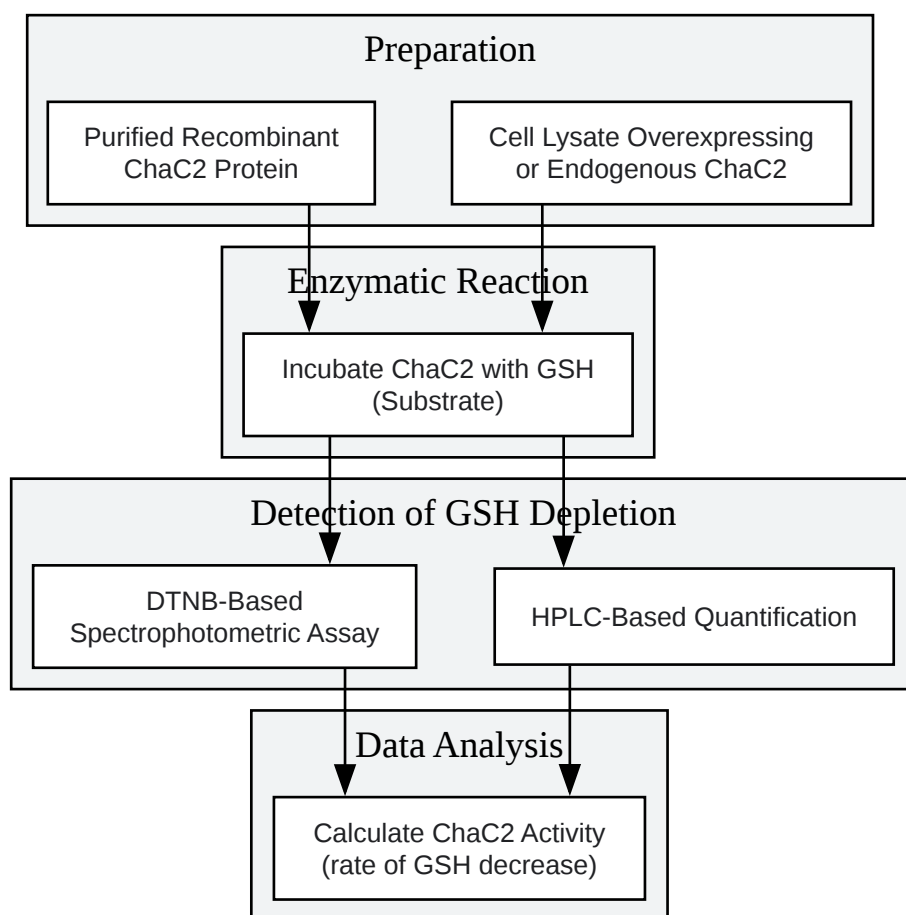 Preparation
Purified Recombinant
ChaC2 Protein
Cell Lysate Overexpressing
or Endogenous ChaC2
Enzymatic Reaction
Incubate ChaC2 with GSH
(Substrate)
Detection of GSH Depletion
DTNB-Based
Spectrophotometric Assay
HPLC-Based Quantification
Data Analysis
Calculate ChaC2 Activity
(rate of GSH decrease)